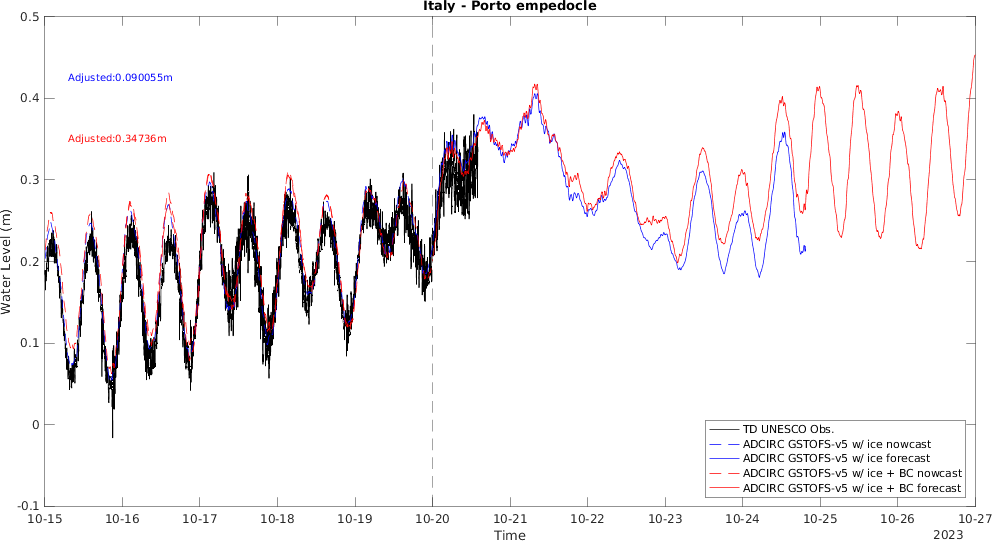 Italy - Porto empedocle
0.5
0.4
0.3
0.2
0.1
0
-0.1
Water Level (m)
Adjusted:0.090055m
Adjusted:0.34736m
TD UNESCO Obs.
ADCIRC GSTOFS-v5 w/ ice nowcast
ADCIRC GSTOFS-v5 w/ ice forecast
ADCIRC GSTOFS-v5 w/ ice + BC nowcast
ADCIRC GSTOFS-v5 w/ ice + BC forecast
10-15 10-16 10-17 10-18 10-19 10-20 10-21 10-22 10-23 10-24 10-25 10-26 10-27
Time
2023